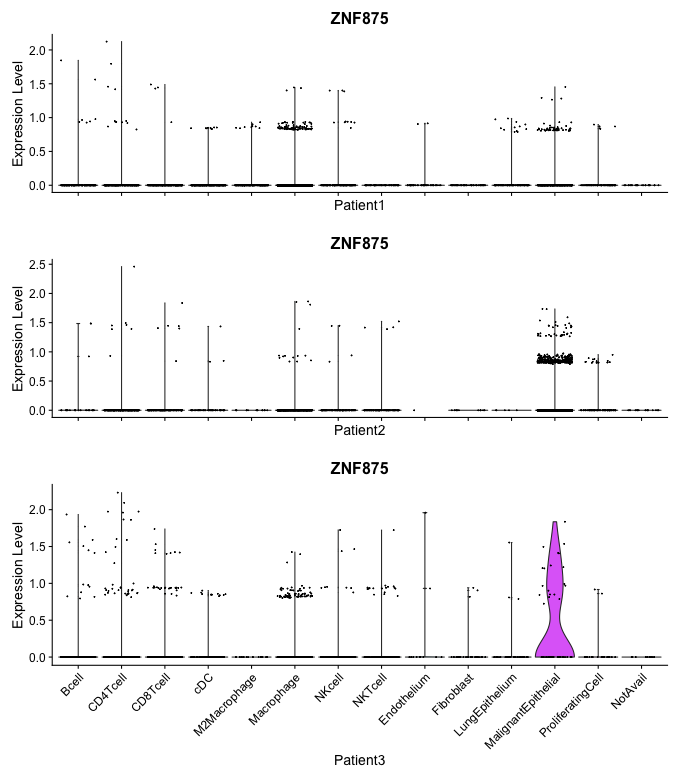 ZNF875
Expression Level
2.0
1.5
1.0
0.5
0.0
Patient1
ZNF875
Expression Level
2.5
2.0
1.5
1.0
0.5
0.0
Patient2
ZNF875
Expression Level
2.0
1.5
1.0
0.5
0.0
Bcell
CD4Tcell
CD8Tcell
cDC
M2Macrophage
Macrophage
NKcell
NKTcell
Endothelium
Fibroblast
LungEpithelium
MalignantEpithelial
ProliferatingCell
NotAvail
Patient3